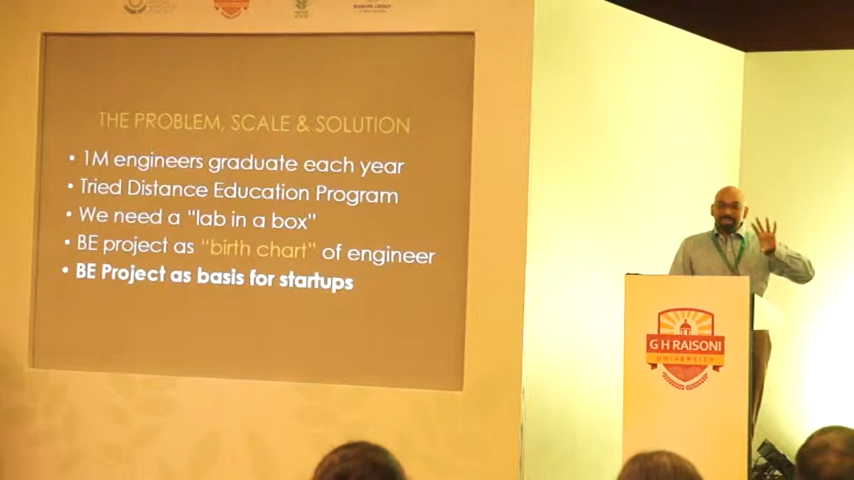 THE PROBLEM, SCALE & SOLUTION
• 1M engineers graduate each year
• Tried Distance Education Program
• We need a "lab in a box"
• BE project as "birth chart" of engineer
• BE Project as basis for startups
G H RAISONI
UNIVERSITY